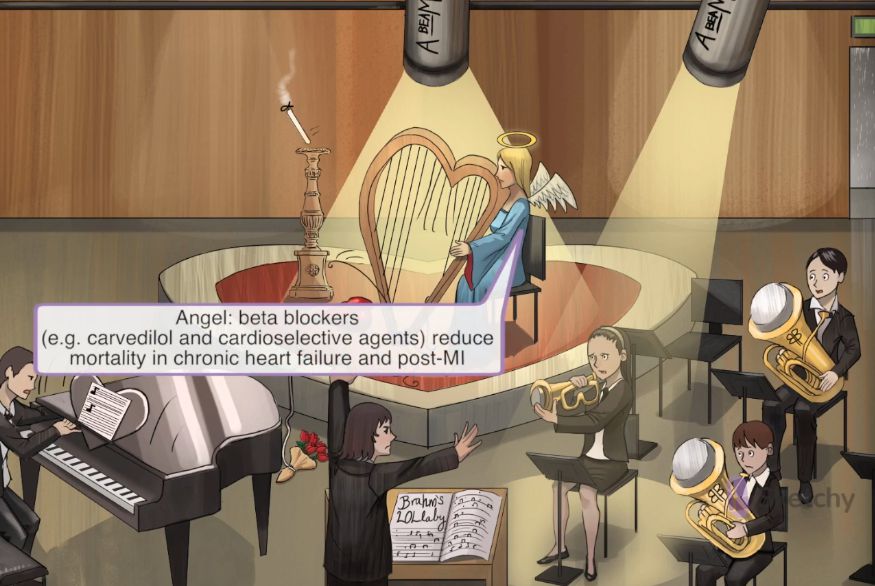 A BEAM
A BEAM
Angel: beta blockers
(e.g. carvedilol and cardioselective agents) reduce
mortality in chronic heart failure and post-MI
Brahm's
LOLlaby